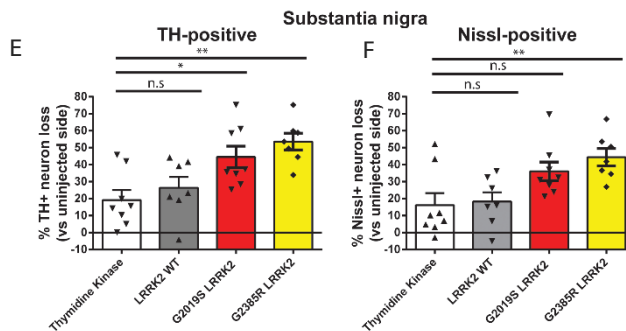 Substantia nigra
E
TH-positive
**
*
n.s
% TH+ neuron loss
(vs uninjected side)
80
70
60
50
40
30
20
10
0
-10
Thymidine Kinase
LRRK2 WT
G2019S LRRK2
G2385R LRRK2
F
Nissl-positive
**
n.s
n.s
% Nissl+ neuron loss
(vs uninjected side)
80
70
60
50
40
30
20
10
0
-10
Thymidine Kinase
LRRK2 WT
G2019S LRRK2
G2385R LRRK2